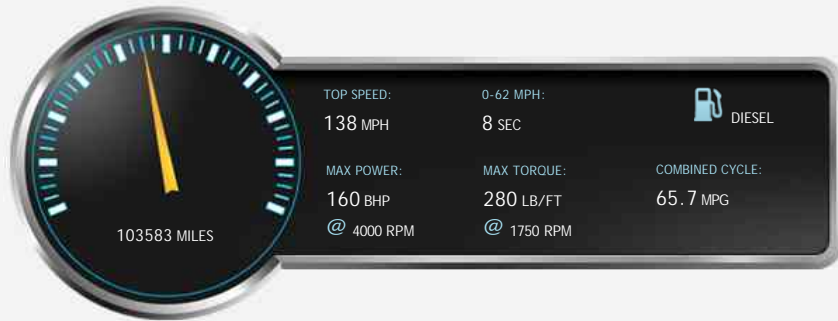 TOP SPEED:
138 MPH
0-62 MPH:
8 SEC
DIESEL
MAX POWER:
160 BHP
@ 4000 RPM
MAX TORQUE:
280 LB/FT
@ 1750 RPM
COMBINED CYCLE:
65.7 MPG
103583 MILES